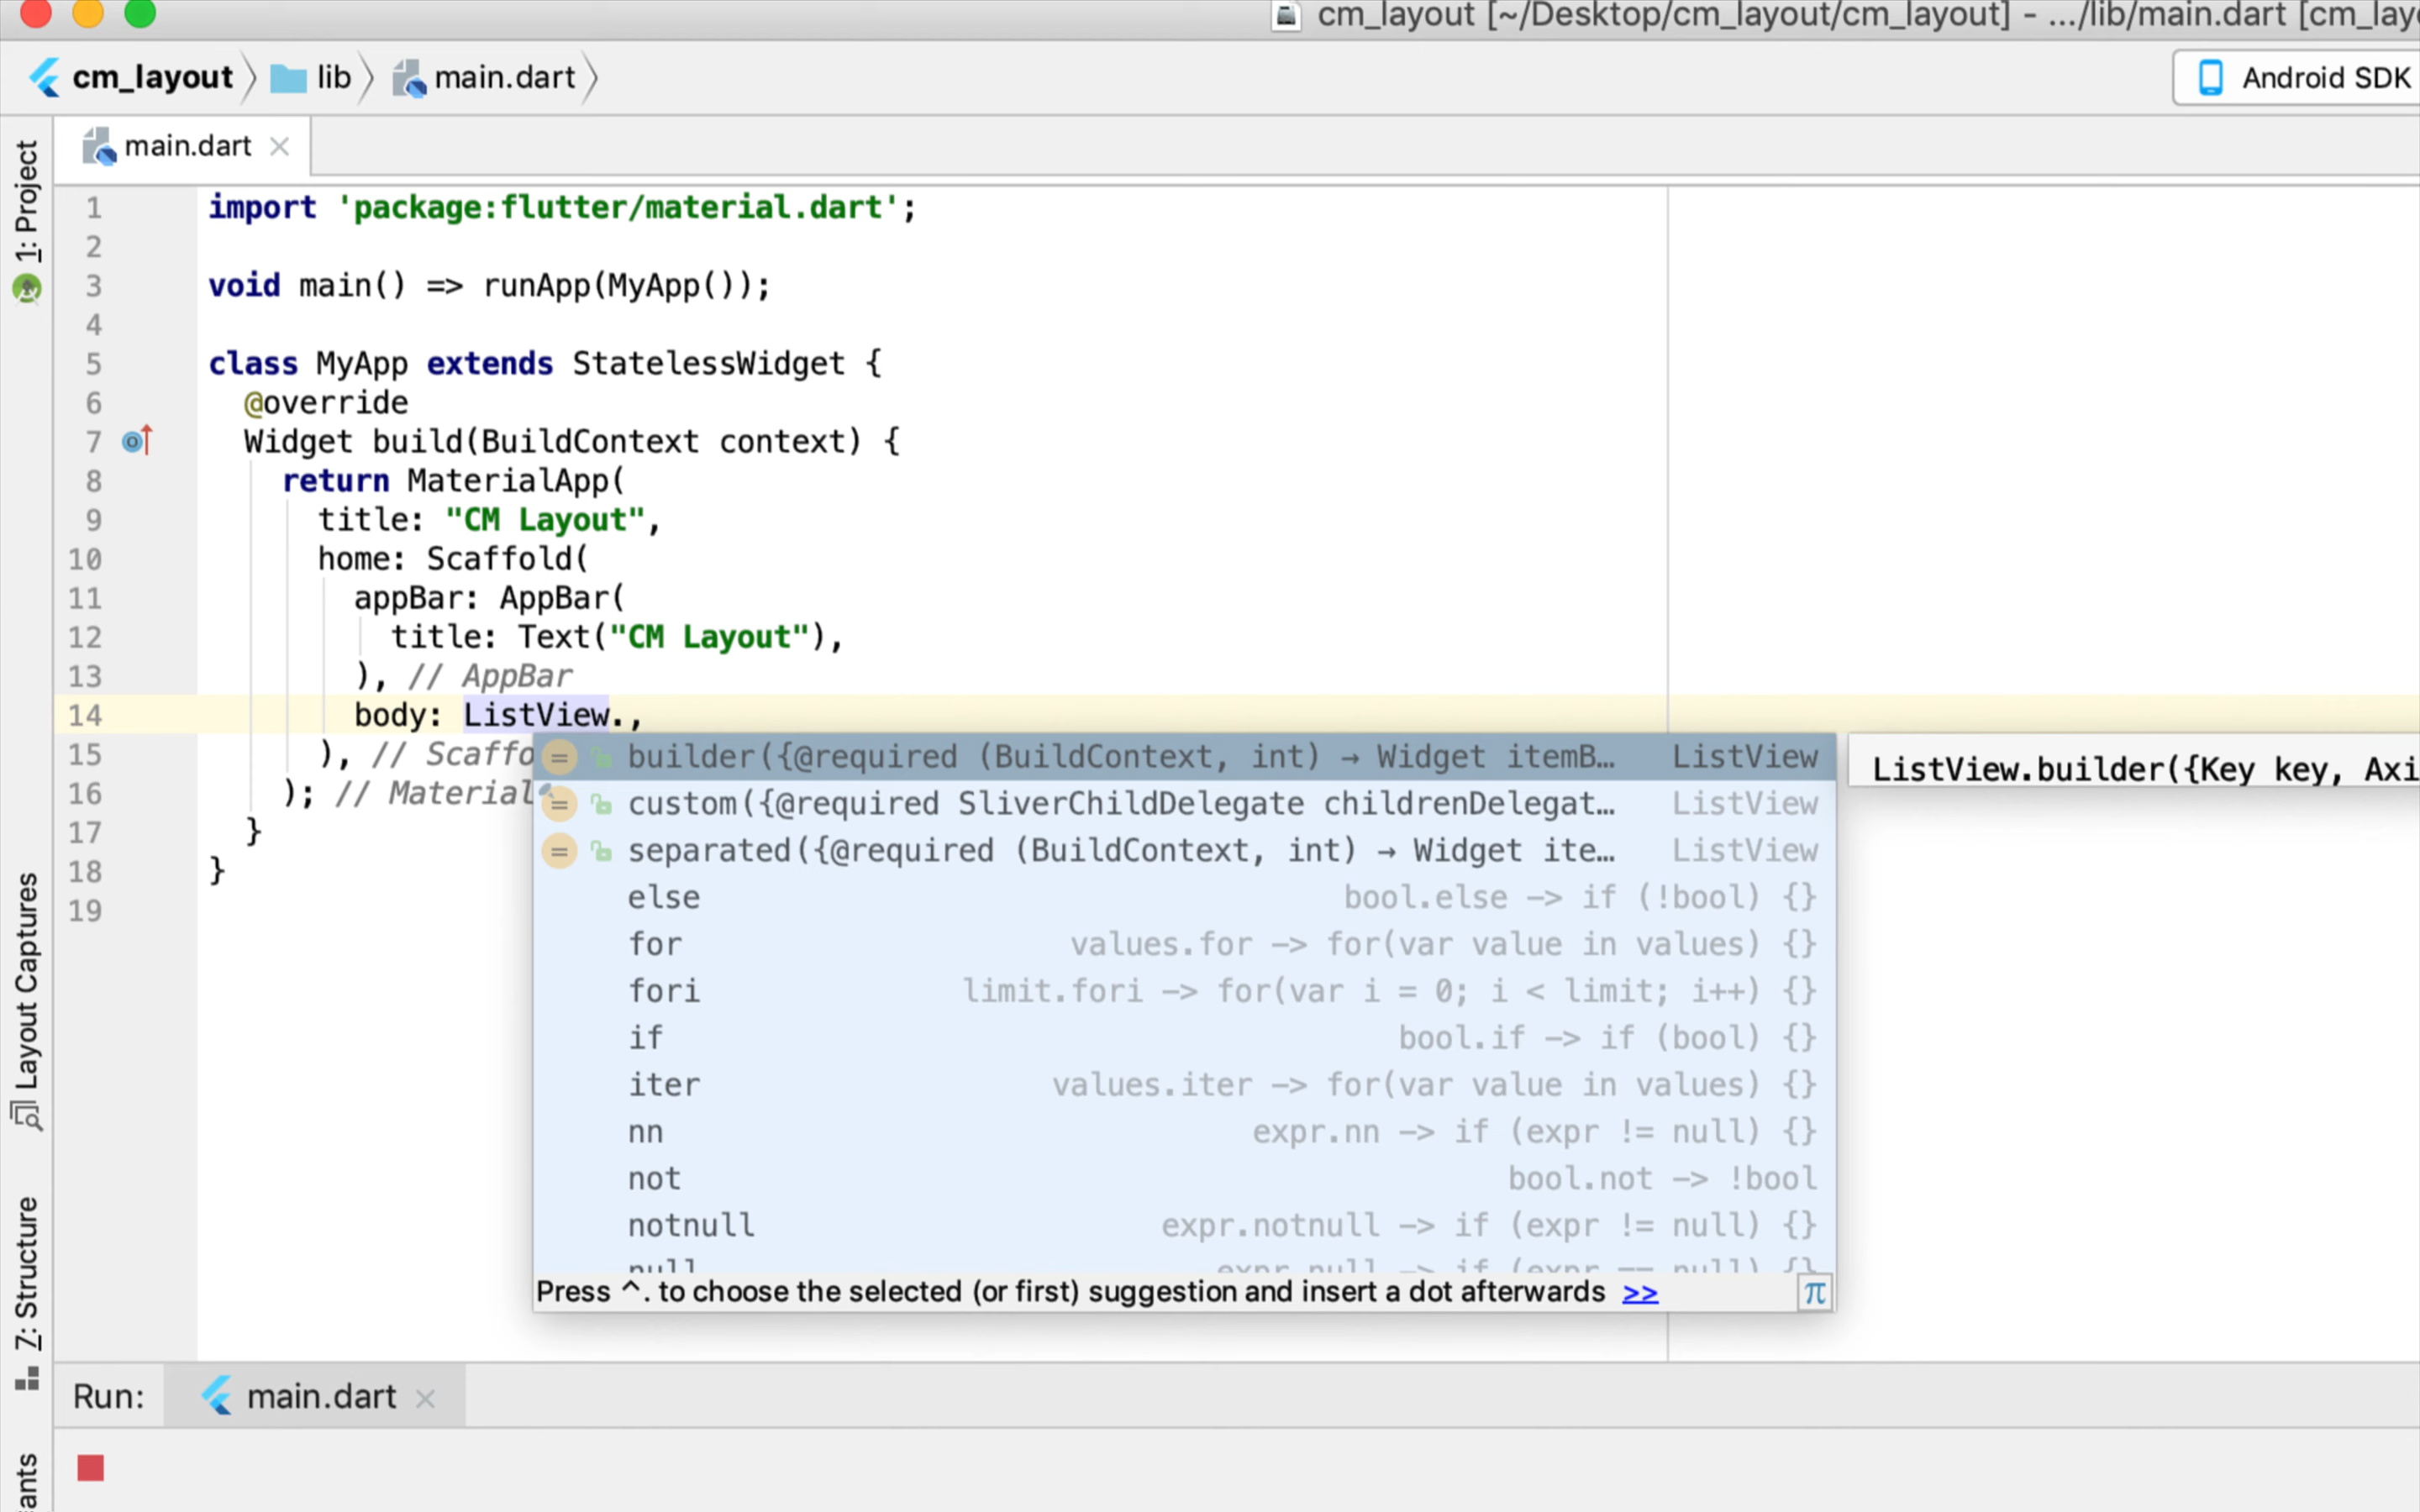 cm_layout [~/Desktop/cm_layout/cm_layout] - .../lib/main.dart [cm_layo
cm_layout lib main.dart
Android SDK
1: Project
main.dart
1 import 'package:flutter/material.dart';
2
3 void main() => runApp(MyApp());
4
5 class MyApp extends StatelessWidget {
6 @override
7 Widget build(BuildContext context) {
8 return MaterialApp(
9 title: "CM Layout",
10 home: Scaffold(
11 appBar: AppBar(
12 title: Text("CM Layout"),
13 ), // AppBar
14 body: ListView.,
15 ), // Scaffo
16 ); // Material
17 }
18 }
19
builder({@required (BuildContext, int) → Widget itemB… ListView
custom({@required SliverChildDelegate childrenDelegat… ListView
separated({@required (BuildContext, int) → Widget ite… ListView
else bool.else -> if (!bool) {}
for values.for -> for(var value in values) {}
fori limit.fori -> for(var i = 0; i < limit; i++) {}
if bool.if -> if (bool) {}
iter values.iter -> for(var value in values) {}
nn expr.nn -> if (expr != null) {}
not bool.not -> !bool
notnull expr.notnull -> if (expr != null) {}
null expr.null -> if (expr == null) {}
Press ^. to choose the selected (or first) suggestion and insert a dot afterwards >>
π
ListView.builder({Key key, Axi
Layout Captures
7: Structure
Run: main.dart
ants